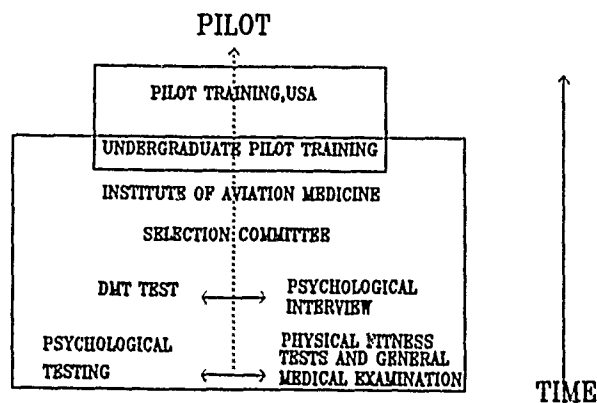 PILOT
PILOT TRAINING,USA
UNDERGRADUATE PILOT TRAINING
INSTITUTE OF AVIATION MEDICINE
SELECTION COMMITTEE
DMT TEST
PSYCHOLOGICAL
INTERVIEW
PSYCHOLOGICAL
TESTING
PHYSICAL FITNESS
TESTS AND GENERAL
MEDICAL EXAMINATION
TIME